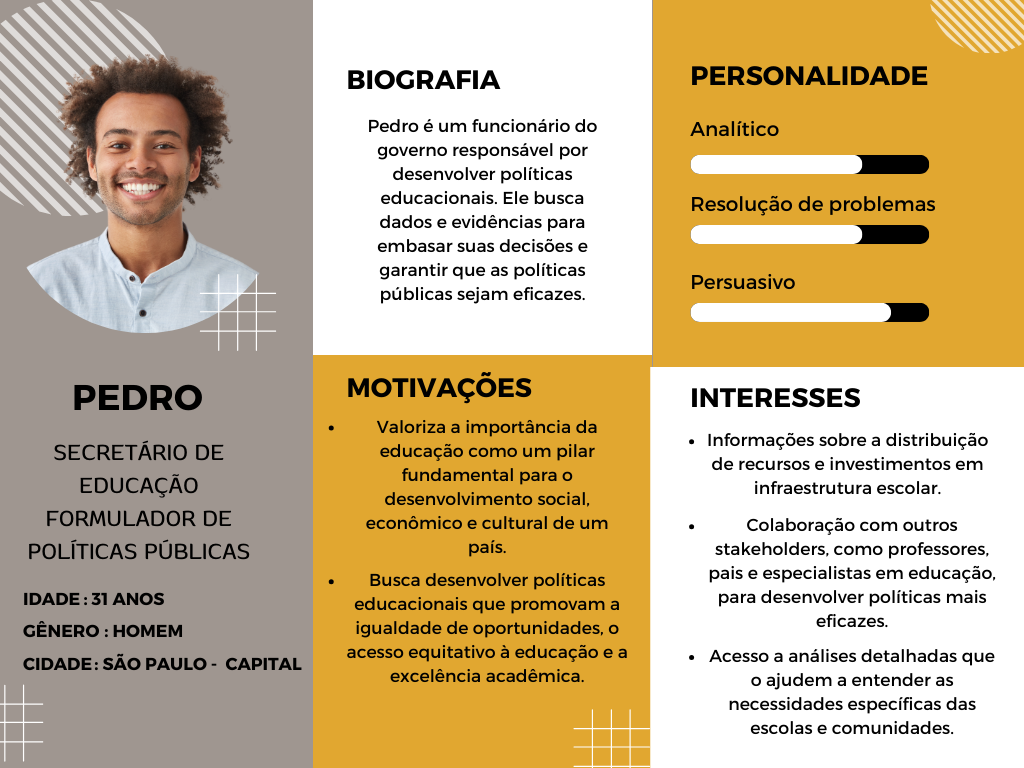 PEDRO
SECRETÁRIO DE
EDUCAÇÃO
FORMULADOR DE
POLÍTICAS PÚBLICAS
IDADE : 31 ANOS
GÊNERO : HOMEM
CIDADE : SÃO PAULO - CAPITAL
BIOGRAFIA
Pedro é um funcionário do
governo responsável por
desenvolver políticas
educacionais. Ele busca
dados e evidências para
embasar suas decisões e
garantir que as políticas
públicas sejam eficazes.
MOTIVAÇÕES
• Valoriza a importância da
educação como um pilar
fundamental para o
desenvolvimento social,
econômico e cultural de um
país.
• Busca desenvolver políticas
educacionais que promovam a
igualdade de oportunidades, o
acesso equitativo à educação e a
excelência acadêmica.
PERSONALIDADE
Analítico
Resolução de problemas
Persuasivo
INTERESSES
• Informações sobre a distribuição
de recursos e investimentos em
infraestrutura escolar.
• Colaboração com outros
stakeholders, como professores,
pais e especialistas em educação,
para desenvolver políticas mais
eficazes.
• Acesso a análises detalhadas que
o ajudem a entender as
necessidades específicas das
escolas e comunidades.